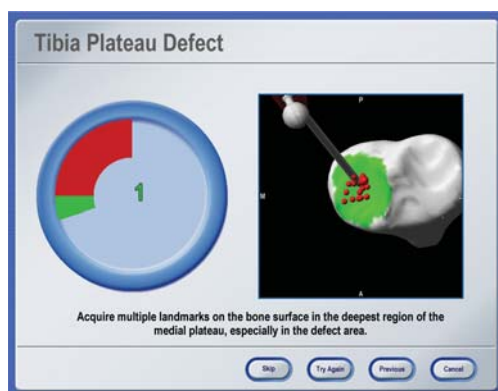 Tibia Plateau Defect
1
P
M
A
Acquire multiple landmarks on the bone surface in the deepest region of the
medial plateau, especially in the defect area.
Skip
Try Again
Previous
Cancel